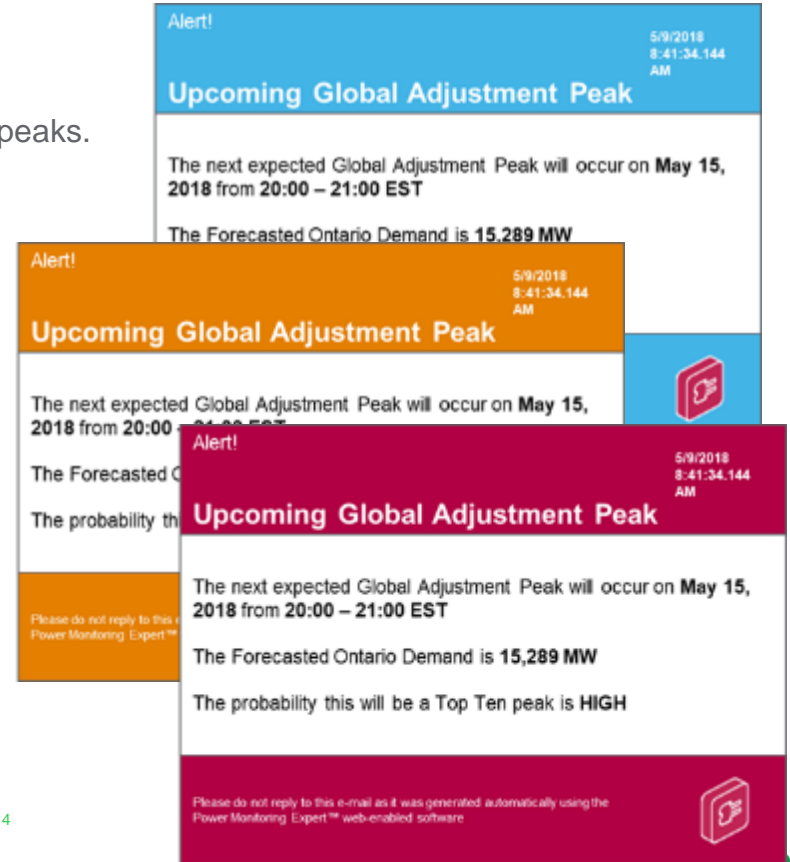 peaks.
Alert!
5/9/2018
8:41:34.144
AM
Upcoming Global Adjustment Peak
The next expected Global Adjustment Peak will occur on May 15,
2018 from 20:00 – 21:00 EST
The Forecasted Ontario Demand is 15,289 MW
Alert!
5/9/2018
8:41:34.144
AM
Upcoming Global Adjustment Peak
The next expected Global Adjustment Peak will occur on May 15,
2018 from 20:00 – 21:00 EST
The Forecasted
The probability
Please do not reply to this
Power Monitoring Expert™
Alert!
5/9/2018
8:41:34.144
AM
Upcoming Global Adjustment Peak
The next expected Global Adjustment Peak will occur on May 15,
2018 from 20:00 – 21:00 EST
The Forecasted Ontario Demand is 15,289 MW
The probability this will be a Top Ten peak is HIGH
Please do not reply to this e-mail as it was generated automatically using the
Power Monitoring Expert™ web-enabled software
4